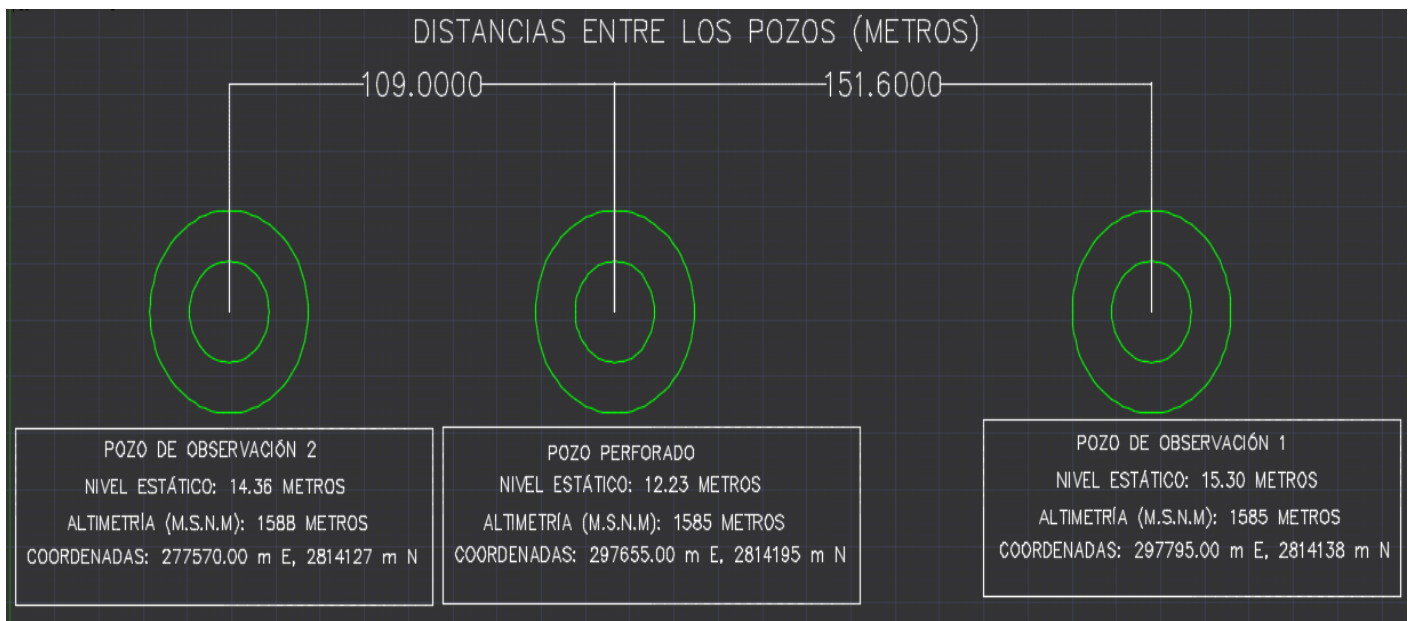 DISTANCIAS ENTRE LOS POZOS (METROS)
109.0000
151.6000
POZO DE OBSERVACIÓN 2
NIVEL ESTÁTICO: 14.36 METROS
ALTIMETRÍA (M.S.N.M): 1588 METROS
COORDENADAS: 277570.00 m E, 2814127 m N
POZO PERFORADO
NIVEL ESTÁTICO: 12.23 METROS
ALTIMETRÍA (M.S.N.M): 1585 METROS
COORDENADAS: 297655.00 m E, 2814195 m N
POZO DE OBSERVACIÓN 1
NIVEL ESTÁTICO: 15.30 METROS
ALTIMETRÍA (M.S.N.M): 1585 METROS
COORDENADAS: 297795.00 m E, 2814138 m N